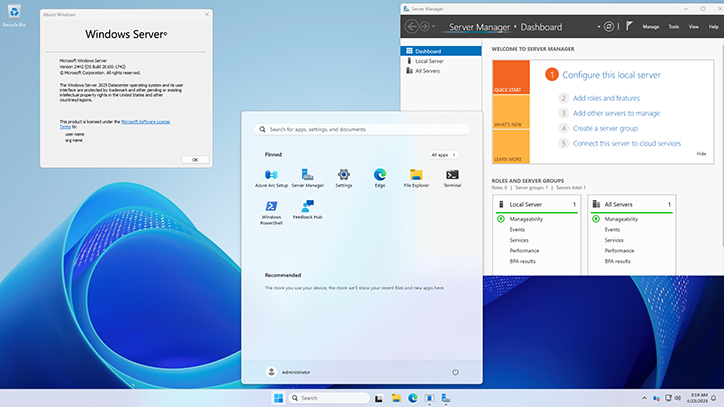 Recycle Bin
About Windows
Windows Server®
Microsoft Windows Server
Version 24H2 (OS Build 26100.1742)
© Microsoft Corporation. All rights reserved.
The Windows Server 2025 Datacenter operating system and its user
interface are protected by trademark and other pending or existing
intellectual property rights in the United States and other
countries/regions.
This product is licensed under the Microsoft Software License
Terms to:
user name
org name
OK
Server Manager
Server Manager • Dashboard
Manage Tools View Help
Dashboard
Local Server
All Servers
WELCOME TO SERVER MANAGER
QUICK START
WHAT'S NEW
LEARN MORE
1 Configure this local server
2 Add roles and features
3 Add other servers to manage
4 Create a server group
5 Connect this server to cloud services
Hide
ROLES AND SERVER GROUPS
Roles: 0 | Server groups: 1 | Servers total: 1
Local Server 1
Manageability
Events
Services
Performance
BPA results
All Servers 1
Manageability
Events
Services
Performance
BPA results
Search for apps, settings, and documents
Pinned
All apps
Azure Arc Setup
Server Manager
Settings
Edge
File Explorer
Terminal
Windows
PowerShell
Feedback Hub
Recommended
The more you use your device, the more we'll show your recent files and new apps here.
Administrator
Search
3:19 AM
4/23/2025